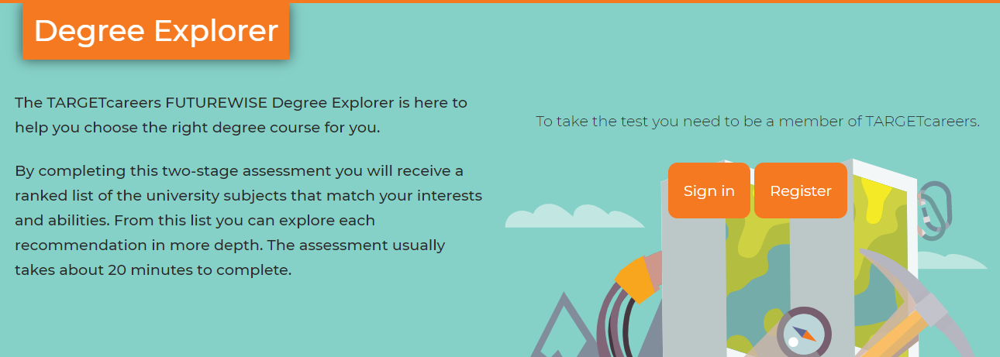 Degree Explorer
The TARGETcareers FUTUREWISE Degree Explorer is here to
help you choose the right degree course for you.
By completing this two-stage assessment you will receive a
ranked list of the university subjects that match your interests
and abilities. From this list you can explore each
recommendation in more depth. The assessment usually
takes about 20 minutes to complete.
To take the test you need to be a member of TARGETcareers.
Sign in
Register